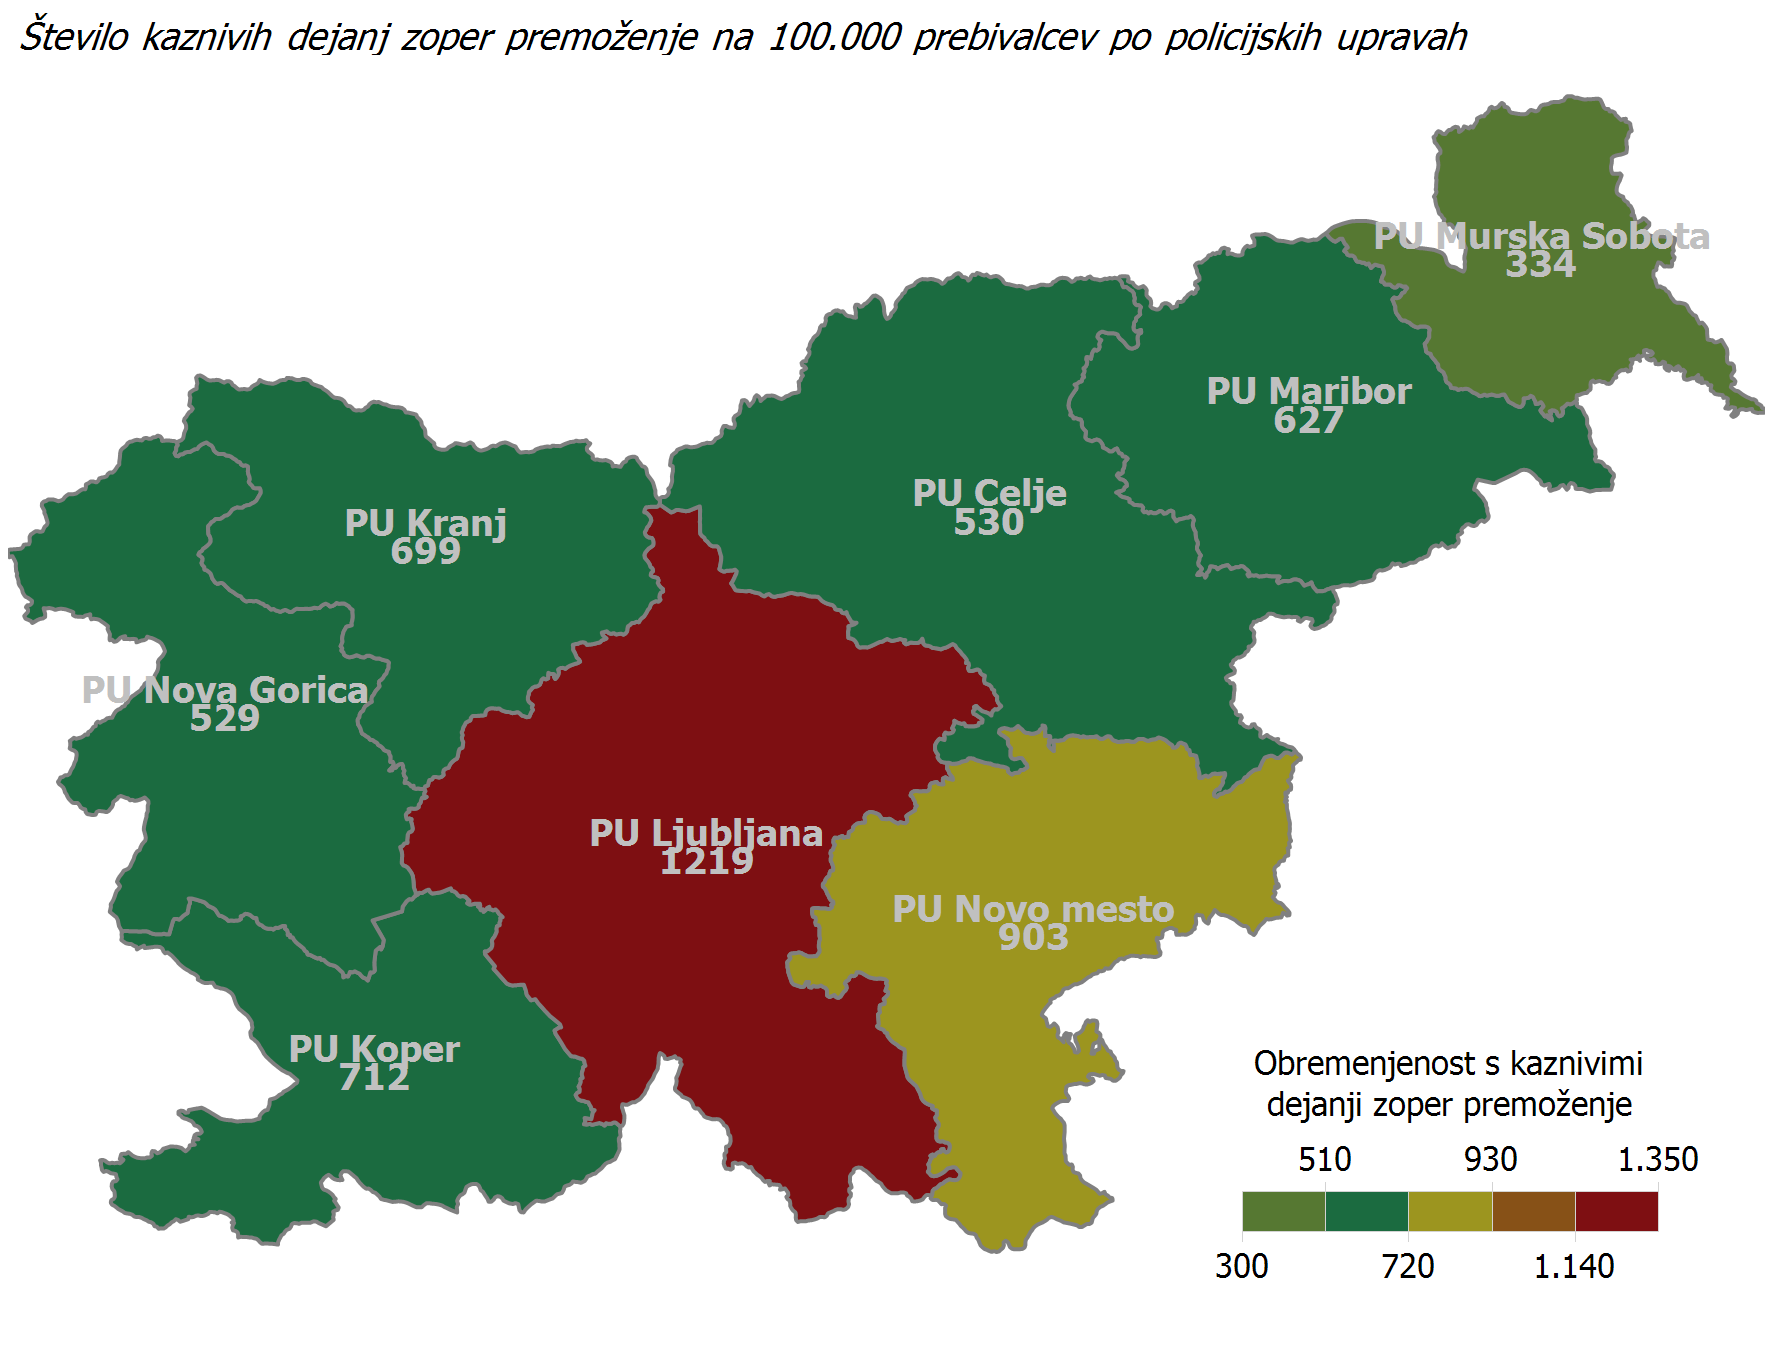 Število kaznivih dejanj zoper premoženje na 100.000 prebivalcev po policijskih upravah
PU Murska Sobota
334
PU Maribor
627
PU Celje
530
PU Kranj
699
PU Nova Gorica
529
PU Ljubljana
1219
PU Novo mesto
903
PU Koper
712
Obremenjenost s kaznivimi
dejanji zoper premoženje
510 930 1.350
300 720 1.140